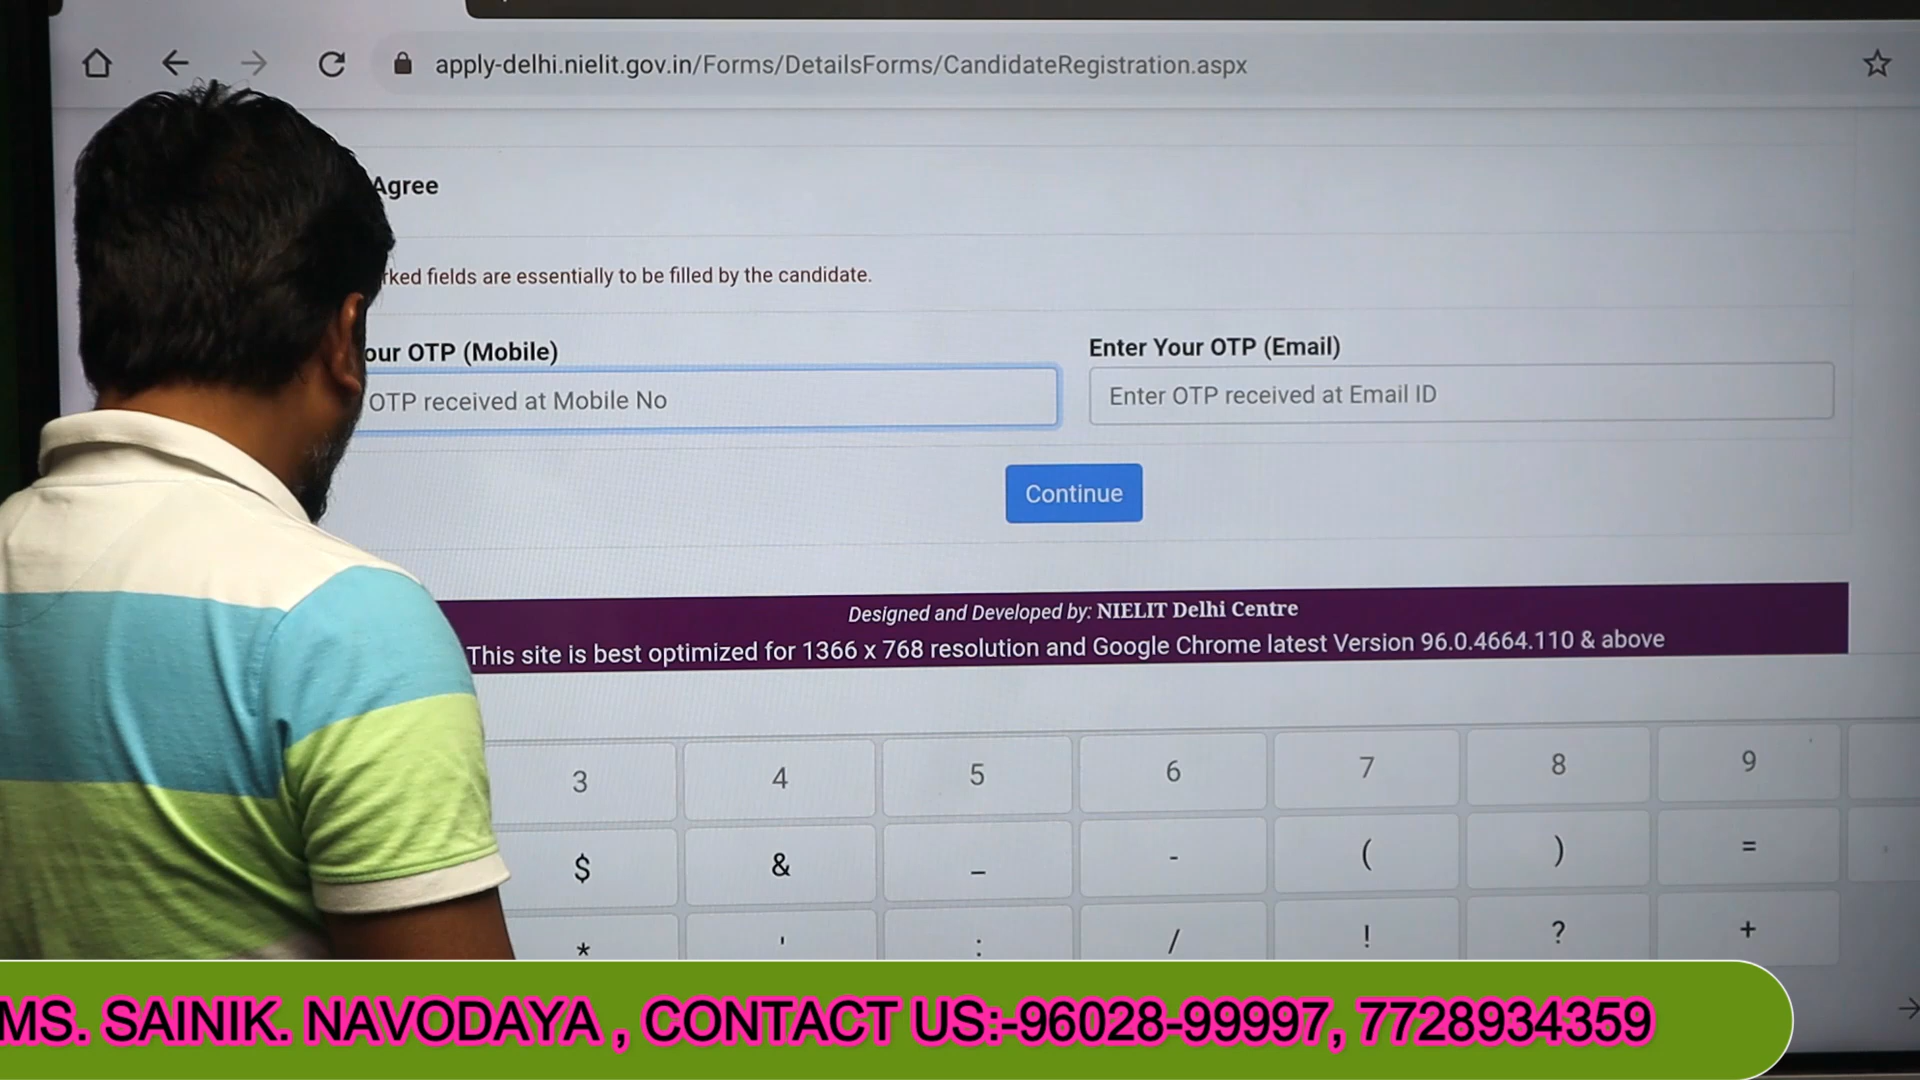 apply-delhi.nielit.gov.in/Forms/DetailsForms/CandidateRegistration.aspx
Agree
fields are essentially to be filled by the candidate.
OTP (Mobile)
Enter Your OTP (Email)
OTP received at Mobile No
Enter OTP received at Email ID
Continue
Designed and Developed by: NIELIT Delhi Centre
This site is best optimized for 1366 x 768 resolution and Google Chrome latest Version 96.0.4664.110 & above
3 4 5 6 7 8 9
$ & _ - ( ) =
* ' : / ! ? +
MS. SAINIK. NAVODAYA , CONTACT US:-96028-99997, 7728934359